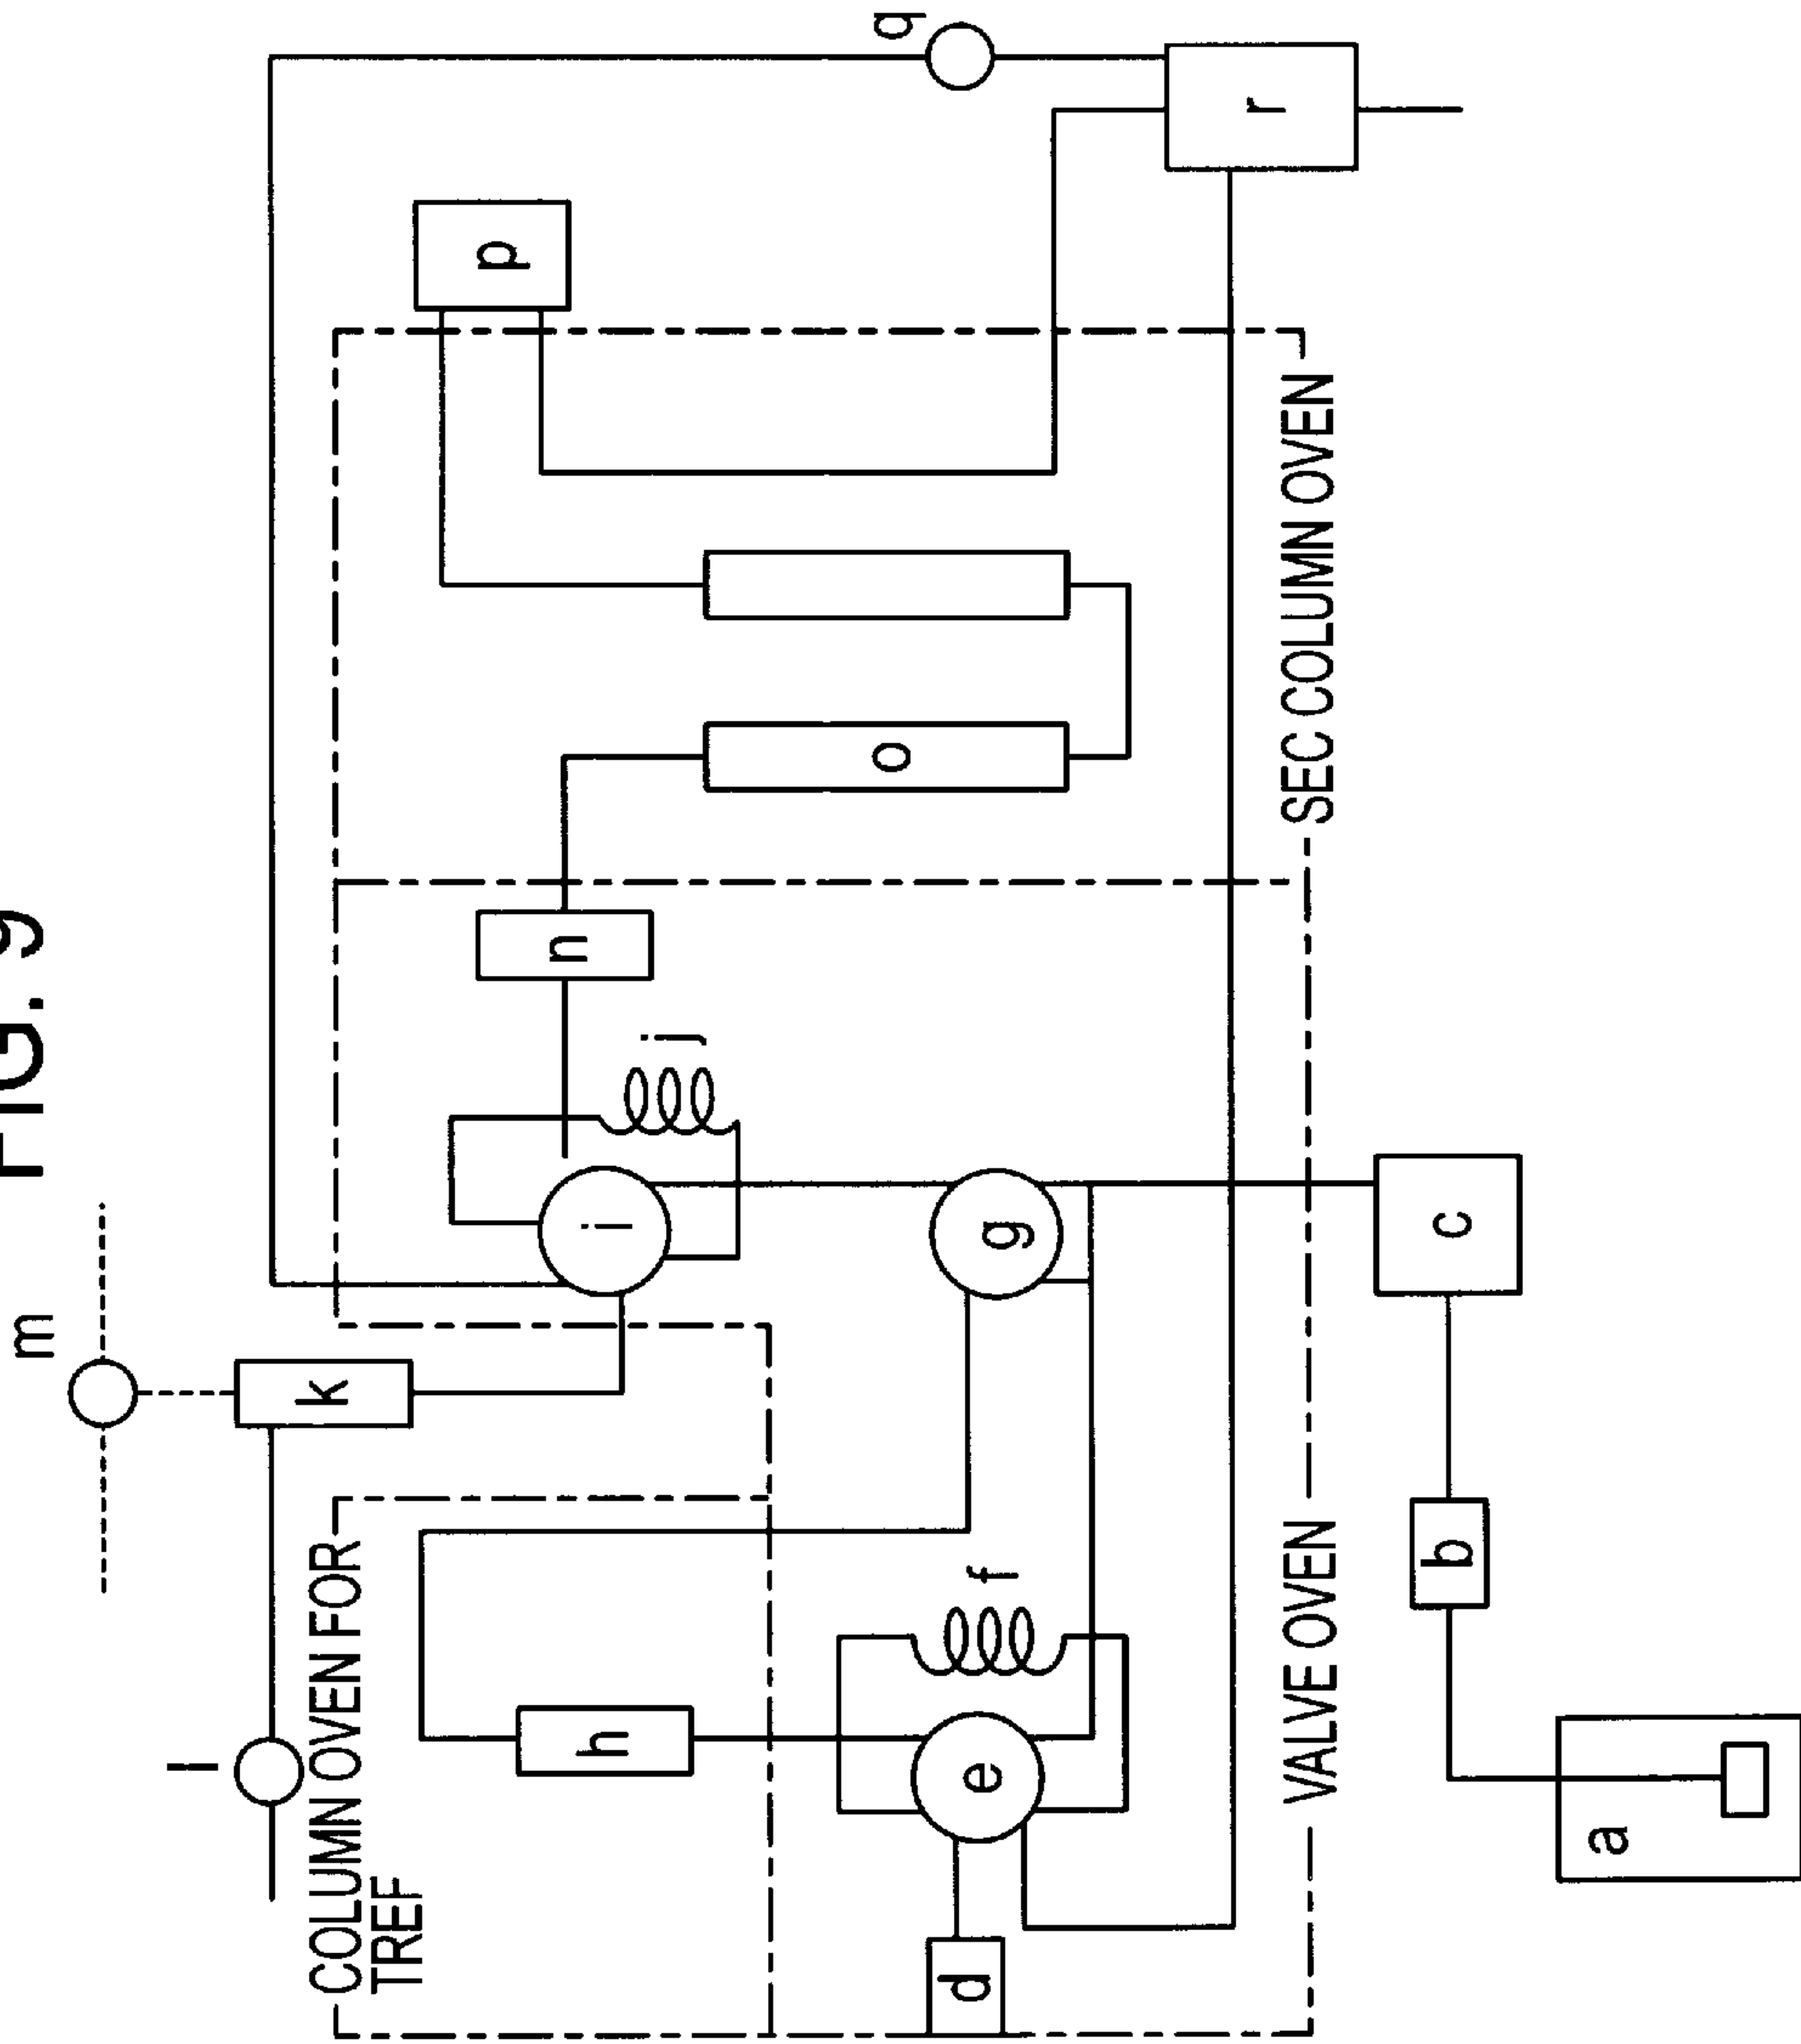 FIG. 9
m
l
k
q
COLUMN OVEN FOR
TREF
h
i
j
n
p
o
d
e
f
g
r
VALVE OVEN
SEC COLUMN OVEN
a
b
c